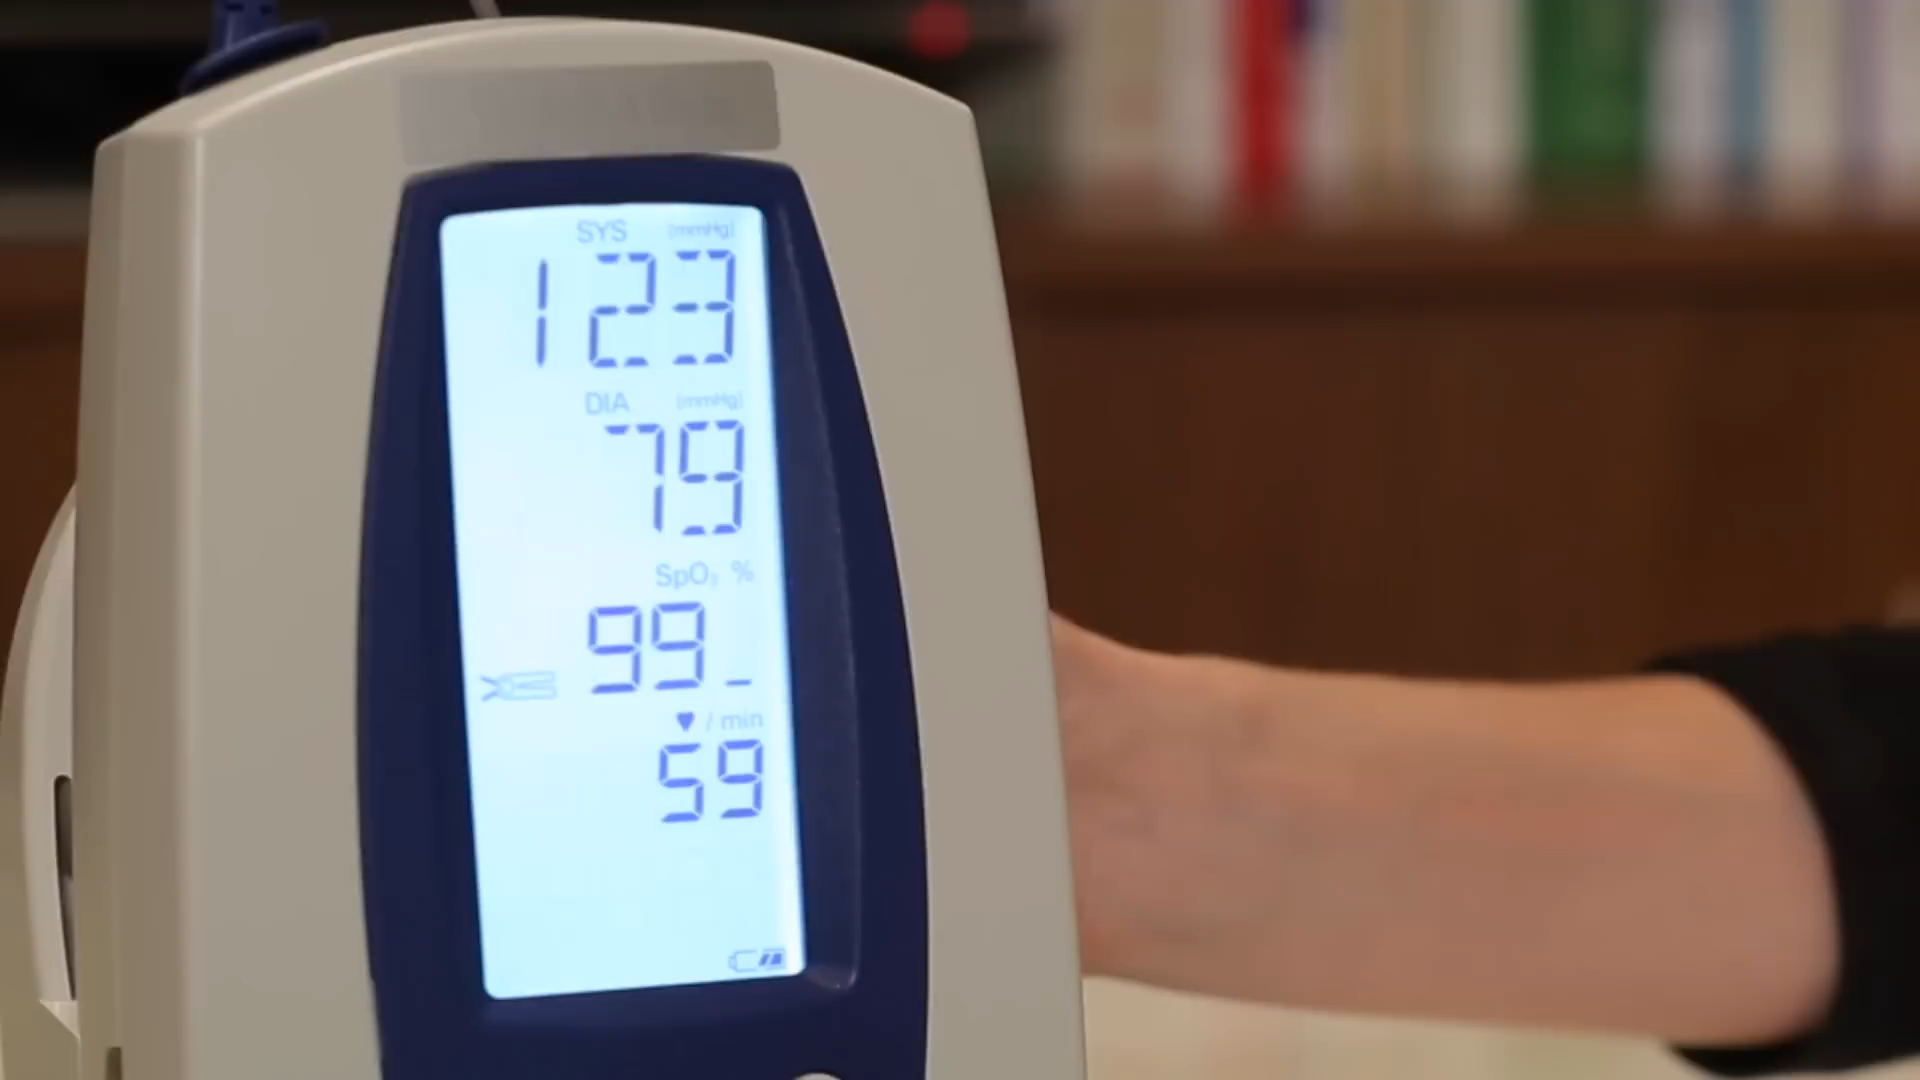 SYS (mmHg)
123
DIA (mmHg)
79
SpO₂ %
99
♥ / min
59